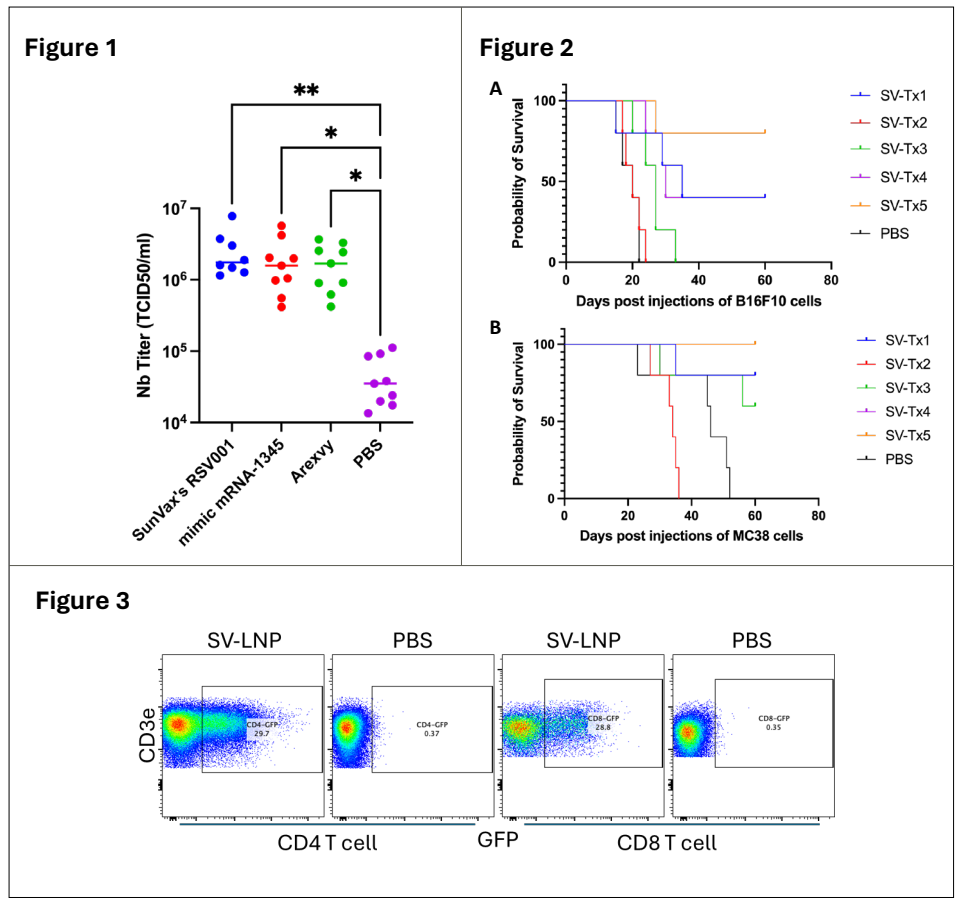 Figure 1
**
*
*
Nb Titer (TCID50/ml)
10^7
10^6
10^5
10^4
SunVax's RSV001
mimic mRNA-1345
Arexvy
PBS
Figure 2
A
Probability of Survival
100
50
0
0 20 40 60 80
Days post injections of B16F10 cells
SV-Tx1
SV-Tx2
SV-Tx3
SV-Tx4
SV-Tx5
PBS
B
Probability of Survival
100
50
0
0 20 40 60 80
Days post injections of MC38 cells
SV-Tx1
SV-Tx2
SV-Tx3
SV-Tx4
SV-Tx5
PBS
Figure 3
SV-LNP PBS SV-LNP PBS
CD3e
CD4-GFP
29.7
CD4-GFP
0.37
CD8-GFP
28.8
CD8-GFP
0.35
CD4 T cell GFP CD8 T cell